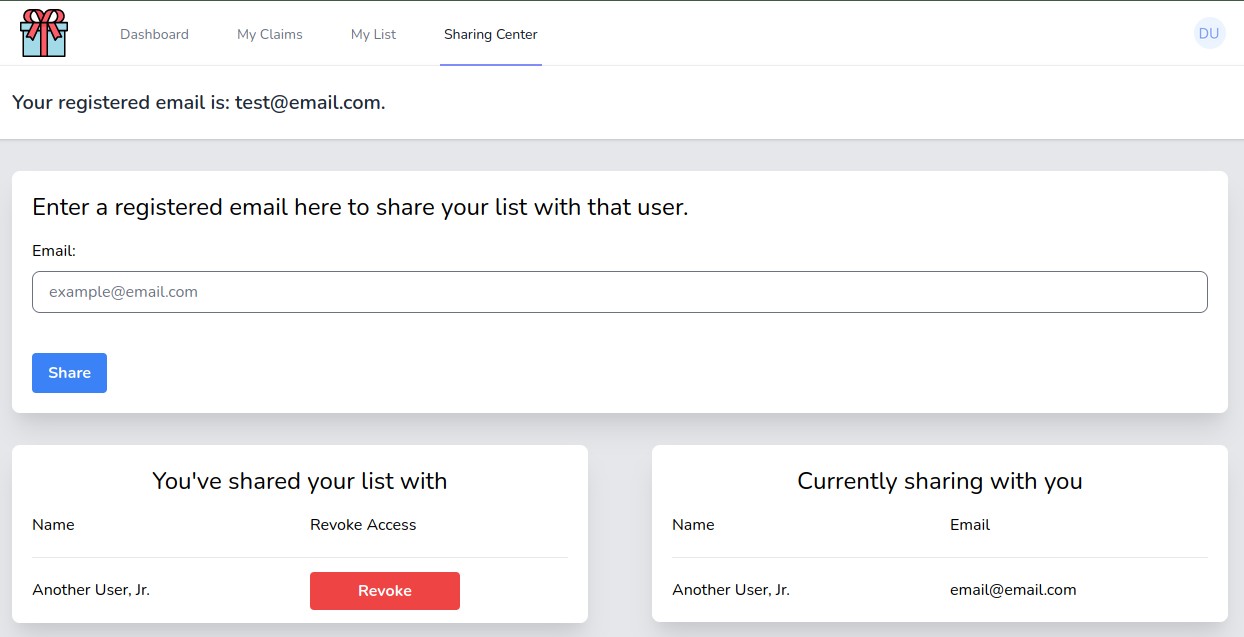 Dashboard My Claims My List Sharing Center DU
Your registered email is: test@email.com.
Enter a registered email here to share your list with that user.
Email:
example@email.com
Share
You've shared your list with
Name Revoke Access
Another User, Jr. Revoke
Currently sharing with you
Name Email
Another User, Jr. email@email.com